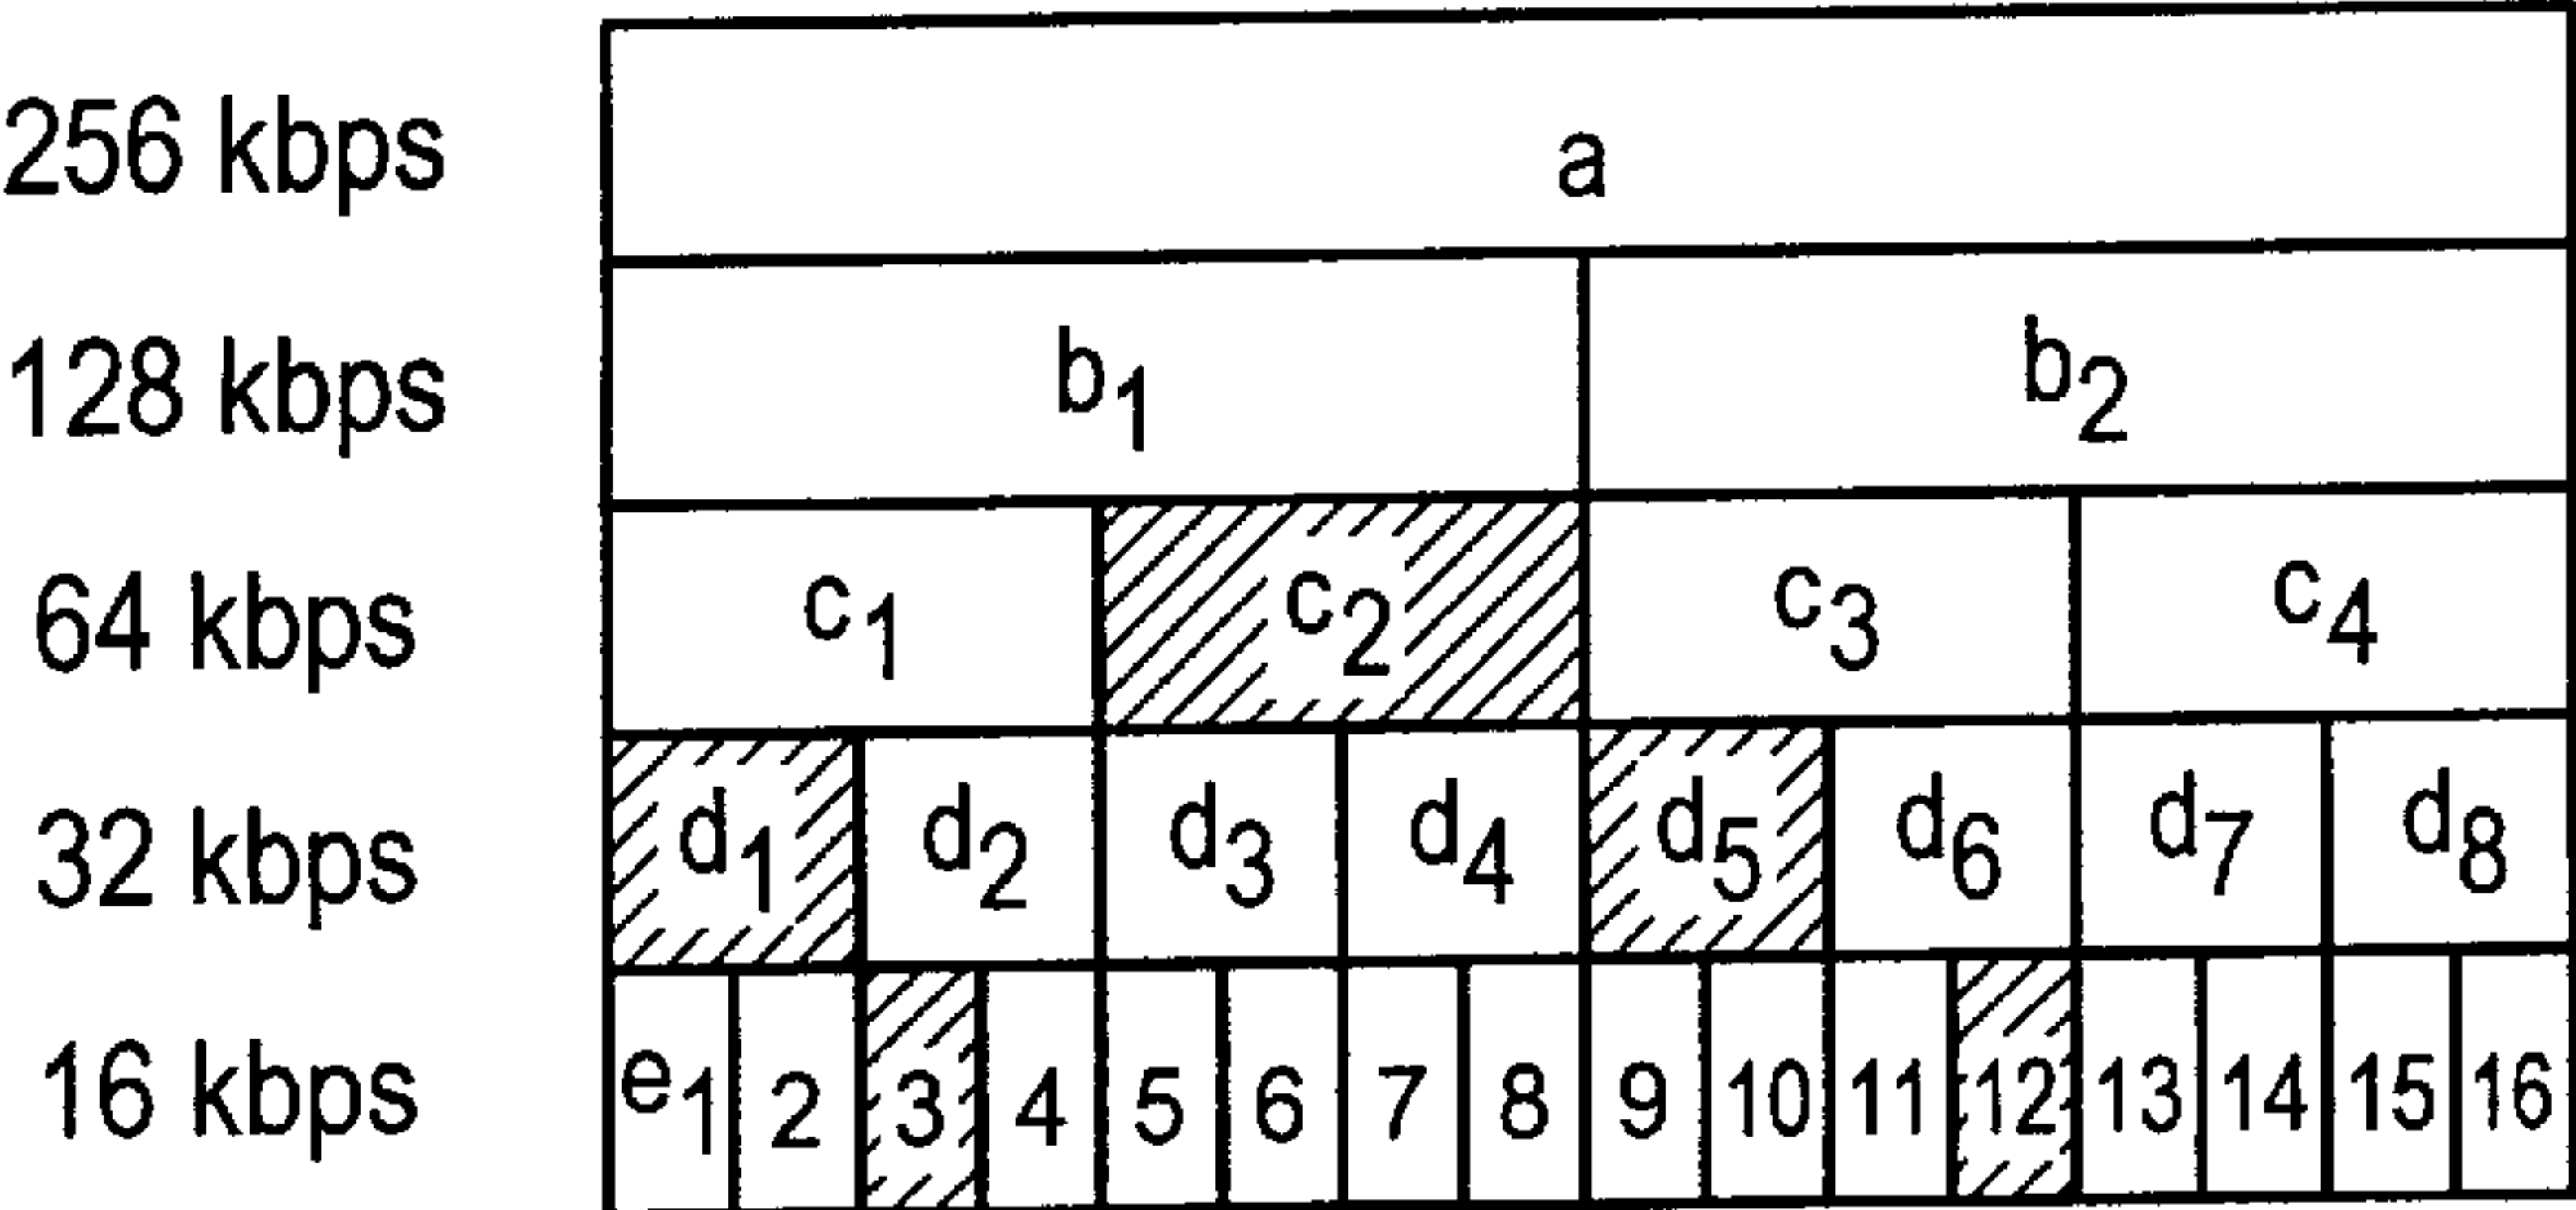 256 kbps a
128 kbps b1 b2
64 kbps c1 c2 c3 c4
32 kbps d1 d2 d3 d4 d5 d6 d7 d8
16 kbps e1 2 3 4 5 6 7 8 9 10 11 12 13 14 15 16